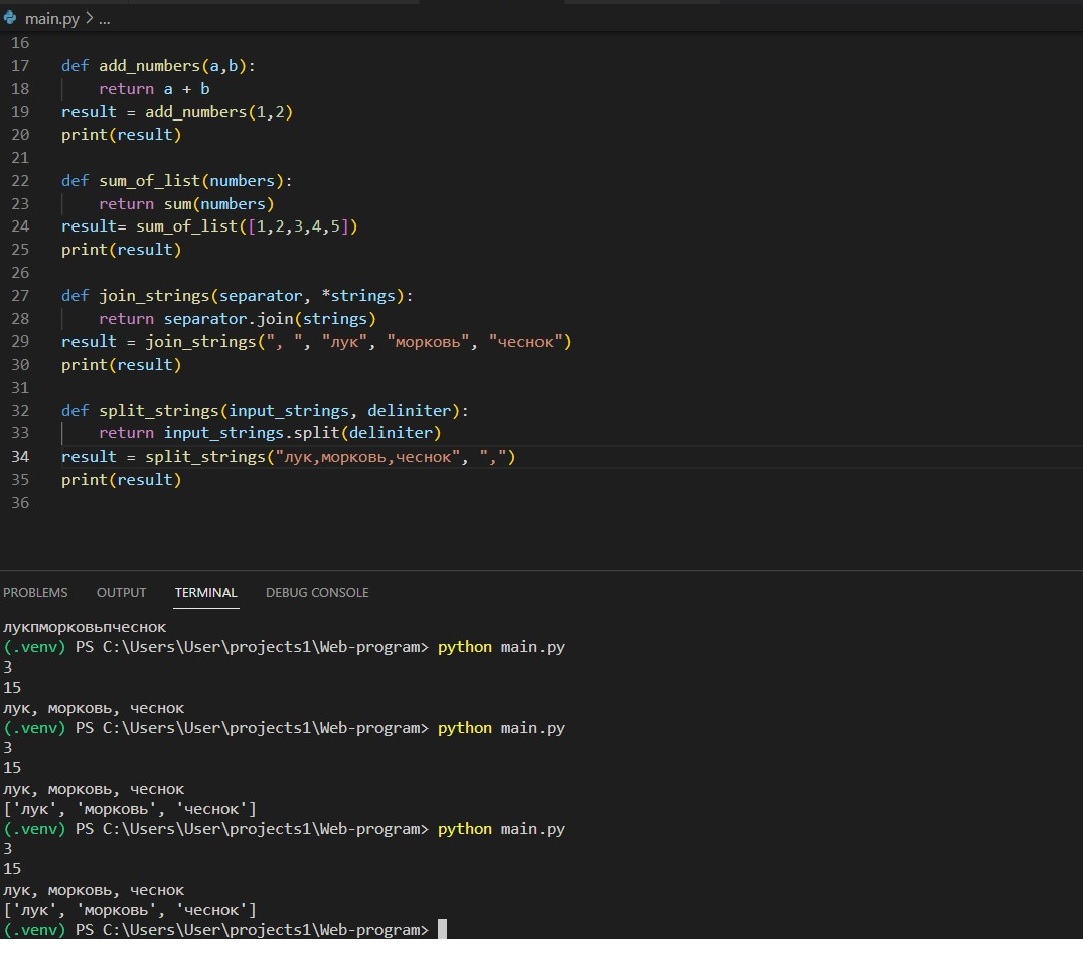 main.py > ...
16
17 def add_numbers(a,b):
18     return a + b
19 result = add_numbers(1,2)
20 print(result)
21
22 def sum_of_list(numbers):
23     return sum(numbers)
24 result= sum_of_list([1,2,3,4,5])
25 print(result)
26
27 def join_strings(separator, *strings):
28     return separator.join(strings)
29 result = join_strings(", ", "лук", "морковь", "чеснок")
30 print(result)
31
32 def split_strings(input_strings, deliniter):
33     return input_strings.split(deliniter)
34 result = split_strings("лук,морковь,чеснок", ",")
35 print(result)
36
PROBLEMS OUTPUT TERMINAL DEBUG CONSOLE
лукпморковьпчеснок
(.venv) PS C:\Users\User\projects1\Web-program> python main.py
3
15
лук, морковь, чеснок
(.venv) PS C:\Users\User\projects1\Web-program> python main.py
3
15
лук, морковь, чеснок
['лук', 'морковь', 'чеснок']
(.venv) PS C:\Users\User\projects1\Web-program> python main.py
3
15
лук, морковь, чеснок
['лук', 'морковь', 'чеснок']
(.venv) PS C:\Users\User\projects1\Web-program>